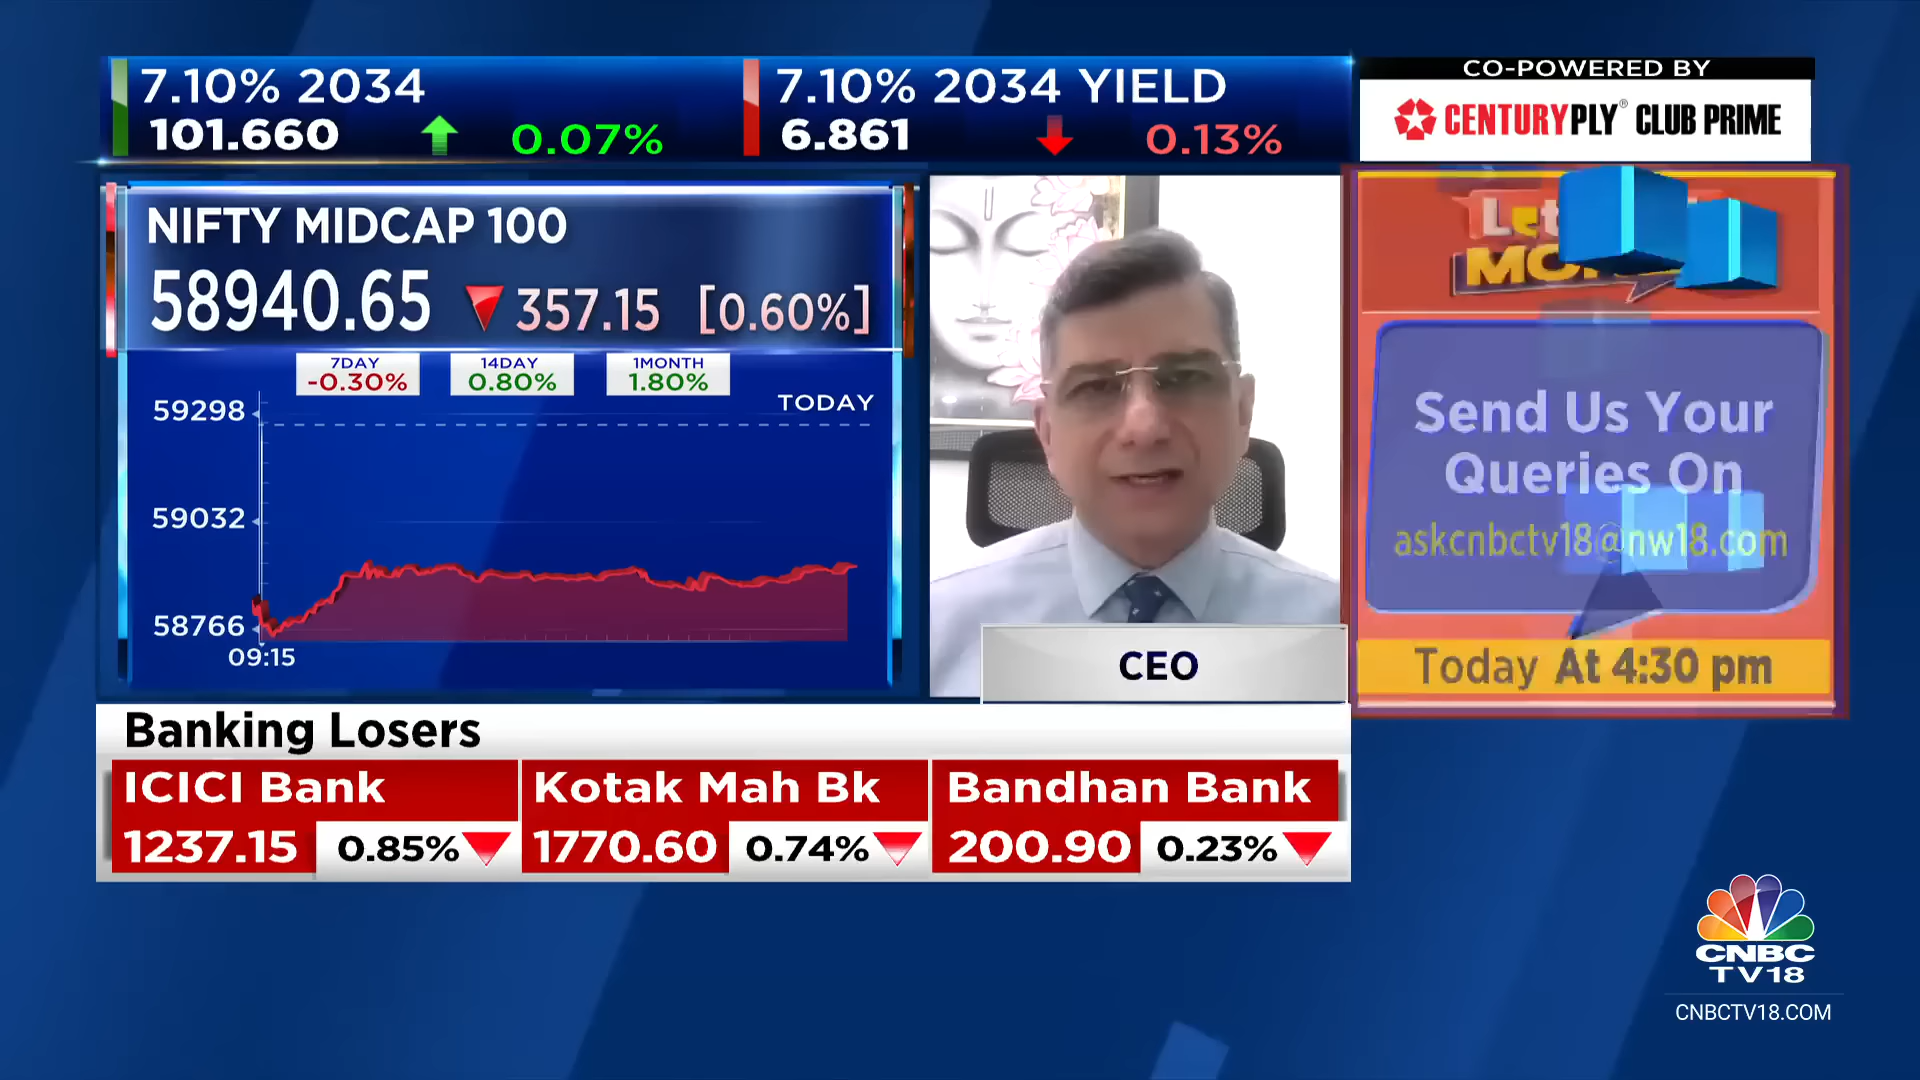 7.10% 2034
101.660 0.07%
7.10% 2034 YIELD
6.861 0.13%
CO-POWERED BY
CENTURYPLY® CLUB PRIME
NIFTY MIDCAP 100
58940.65 357.15 [0.60%]
7DAY
-0.30%
14DAY
0.80%
1MONTH
1.80%
TODAY
59298
59032
58766
09:15
CEO
Send Us Your
Queries On
askcnbctv18@nw18.com
Today At 4:30 pm
Banking Losers
ICICI Bank
1237.15 0.85%
Kotak Mah Bk
1770.60 0.74%
Bandhan Bank
200.90 0.23%
CNBC
TV18
CNBCTV18.COM